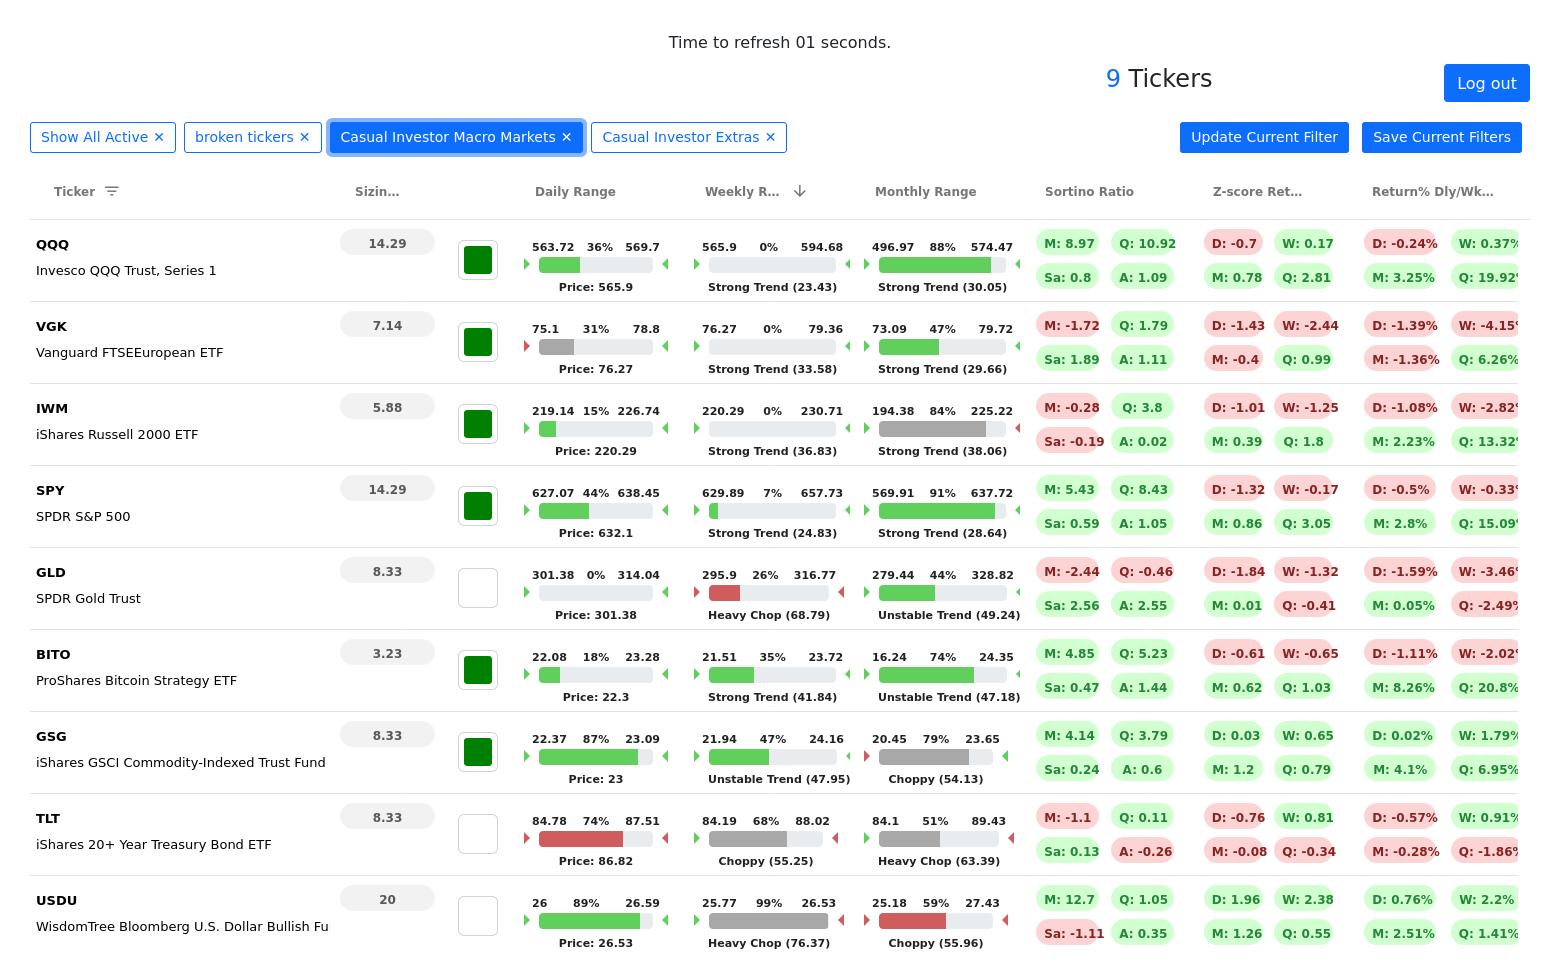 Time to refresh 01 seconds.
9 Tickers
Log out
Show All Active ✕ broken tickers ✕ Casual Investor Macro Markets ✕ Casual Investor Extras ✕ Update Current Filter Save Current Filters
Ticker Sizin... Daily Range Weekly R... Monthly Range Sortino Ratio Z-score Ret... Return% Dly/Wk...
QQQ 14.29 563.72 36% 569.7 565.9 0% 594.68 496.97 88% 574.47 M: 8.97 Q: 10.92 D: -0.7 W: 0.17 D: -0.24% W: 0.37%
Invesco QQQ Trust, Series 1 Price: 565.9 Strong Trend (23.43) Strong Trend (30.05) Sa: 0.8 A: 1.09 M: 0.78 Q: 2.81 M: 3.25% Q: 19.92%
VGK 7.14 75.1 31% 78.8 76.27 0% 79.36 73.09 47% 79.72 M: -1.72 Q: 1.79 D: -1.43 W: -2.44 D: -1.39% W: -4.15%
Vanguard FTSEEuropean ETF Price: 76.27 Strong Trend (33.58) Strong Trend (29.66) Sa: 1.89 A: 1.11 M: -0.4 Q: 0.99 M: -1.36% Q: 6.26%
IWM 5.88 219.14 15% 226.74 220.29 0% 230.71 194.38 84% 225.22 M: -0.28 Q: 3.8 D: -1.01 W: -1.25 D: -1.08% W: -2.82%
iShares Russell 2000 ETF Price: 220.29 Strong Trend (36.83) Strong Trend (38.06) Sa: -0.19 A: 0.02 M: 0.39 Q: 1.8 M: 2.23% Q: 13.32%
SPY 14.29 627.07 44% 638.45 629.89 7% 657.73 569.91 91% 637.72 M: 5.43 Q: 8.43 D: -1.32 W: -0.17 D: -0.5% W: -0.33%
SPDR S&P 500 Price: 632.1 Strong Trend (24.83) Strong Trend (28.64) Sa: 0.59 A: 1.05 M: 0.86 Q: 3.05 M: 2.8% Q: 15.09%
GLD 8.33 301.38 0% 314.04 295.9 26% 316.77 279.44 44% 328.82 M: -2.44 Q: -0.46 D: -1.84 W: -1.32 D: -1.59% W: -3.46%
SPDR Gold Trust Price: 301.38 Heavy Chop (68.79) Unstable Trend (49.24) Sa: 2.56 A: 2.55 M: 0.01 Q: -0.41 M: 0.05% Q: -2.49%
BITO 3.23 22.08 18% 23.28 21.51 35% 23.72 16.24 74% 24.35 M: 4.85 Q: 5.23 D: -0.61 W: -0.65 D: -1.11% W: -2.02%
ProShares Bitcoin Strategy ETF Price: 22.3 Strong Trend (41.84) Unstable Trend (47.18) Sa: 0.47 A: 1.44 M: 0.62 Q: 1.03 M: 8.26% Q: 20.8%
GSG 8.33 22.37 87% 23.09 21.94 47% 24.16 20.45 79% 23.65 M: 4.14 Q: 3.79 D: 0.03 W: 0.65 D: 0.02% W: 1.79%
iShares GSCI Commodity-Indexed Trust Fund Price: 23 Unstable Trend (47.95) Choppy (54.13) Sa: 0.24 A: 0.6 M: 1.2 Q: 0.79 M: 4.1% Q: 6.95%
TLT 8.33 84.78 74% 87.51 84.19 68% 88.02 84.1 51% 89.43 M: -1.1 Q: 0.11 D: -0.76 W: 0.81 D: -0.57% W: 0.91%
iShares 20+ Year Treasury Bond ETF Price: 86.82 Choppy (55.25) Heavy Chop (63.39) Sa: 0.13 A: -0.26 M: -0.08 Q: -0.34 M: -0.28% Q: -1.86%
USDU 20 26 89% 26.59 25.77 99% 26.53 25.18 59% 27.43 M: 12.7 Q: 1.05 D: 1.96 W: 2.38 D: 0.76% W: 2.2%
WisdomTree Bloomberg U.S. Dollar Bullish Fu Price: 26.53 Heavy Chop (76.37) Choppy (55.96) Sa: -1.11 A: 0.35 M: 1.26 Q: 0.55 M: 2.51% Q: 1.41%